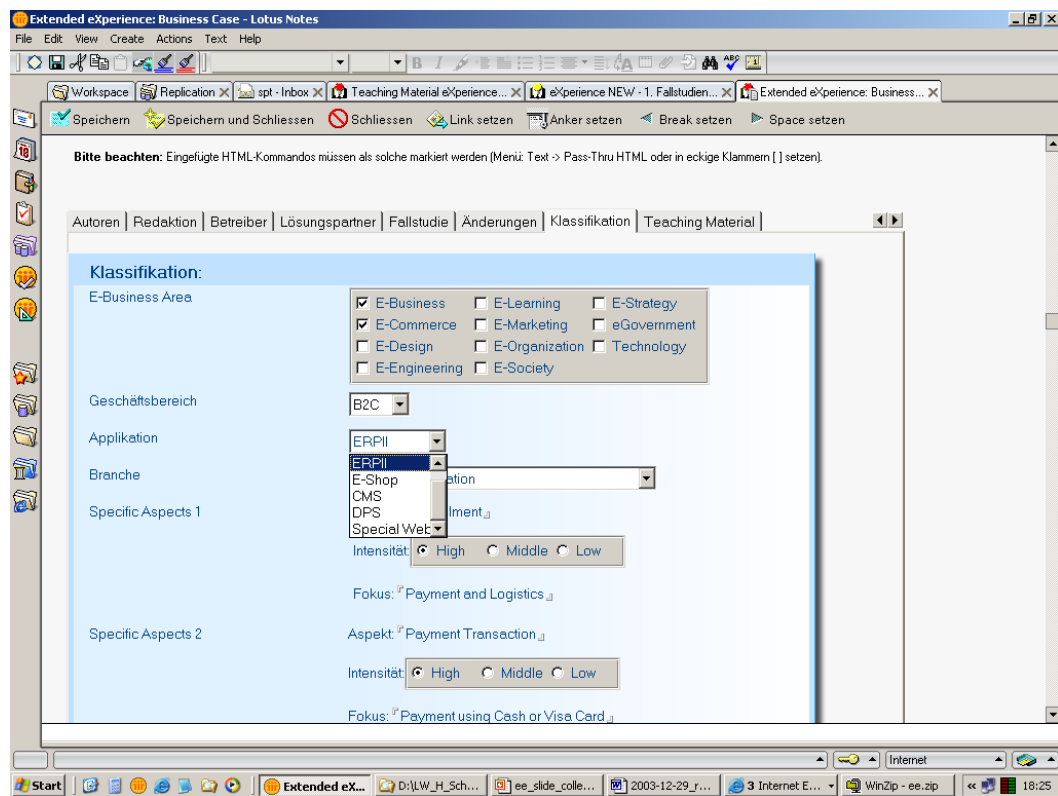 Extended eXperience: Business Case - Lotus Notes
File Edit View Create Actions Text Help
Workspace Replication spt - Inbox Teaching Material eXperience... eXperience NEW - 1. Fallstudien... Extended eXperience: Business...
Speichern Speichern und Schliessen Schliessen Link setzen Anker setzen Break setzen Space setzen
Bitte beachten: Eingefügte HTML-Kommandos müssen als solche markiert werden (Menü: Text -> Pass-Thru HTML oder in eckige Klammern [ ] setzen).
Autoren | Redaktion | Betreiber | Lösungspartner | Fallstudie | Änderungen | Klassifikation | Teaching Material |
Klassifikation:
E-Business Area
E-Business E-Learning E-Strategy
E-Commerce E-Marketing eGovernment
E-Design E-Organization Technology
E-Engineering E-Society
Geschäftsbereich B2C
Applikation ERPII
ERPII
E-Shop
CMS
DPS
Special Web
Branche ation
Specific Aspects 1 lment
Intensität: High Middle Low
Fokus: Payment and Logistics
Specific Aspects 2 Aspekt: Payment Transaction
Intensität: High Middle Low
Fokus: Payment using Cash or Visa Card
Internet
Start Extended eX... D:\LW_H_Sch... ee_slide_colle... 2003-12-29_r... 3 Internet E... WinZip - ee.zip 18:25